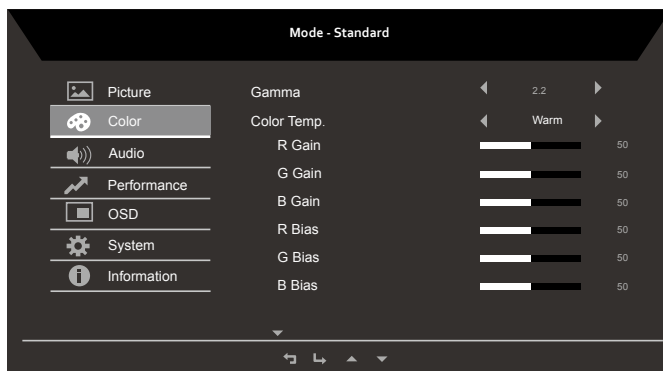 Mode - Standard
Picture
Color
Audio
Performance
OSD
System
Information
Gamma 2.2
Color Temp. Warm
R Gain 50
G Gain 50
B Gain 50
R Bias 50
G Bias 50
B Bias 50